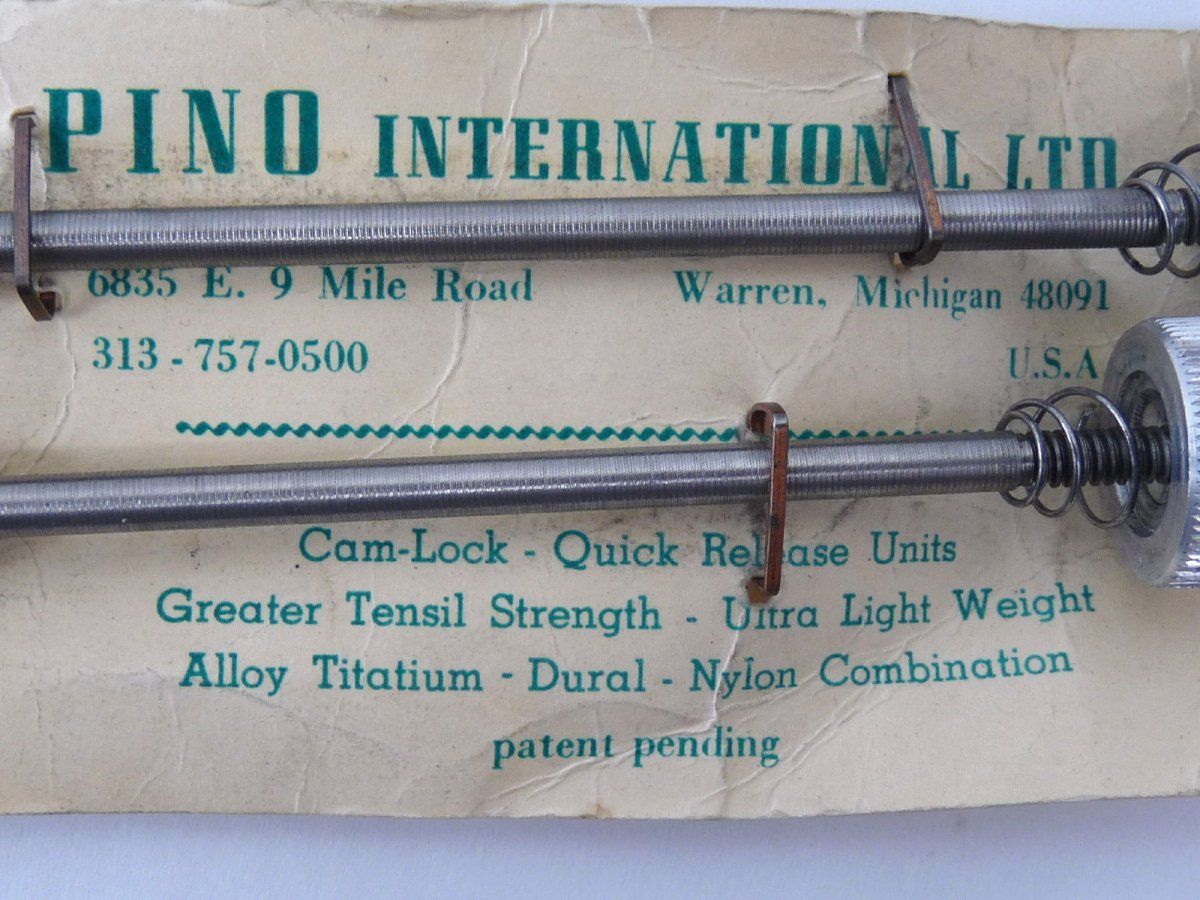 PINO INTERNATIONAL LTD
6835 E. 9 Mile Road Warren, Michigan 48091
313-757-0500 U.S.A
Cam-Lock - Quick Release Units
Greater Tensil Strength - Ultra Light Weight
Alloy Titatium - Dural - Nylon Combination
patent pending